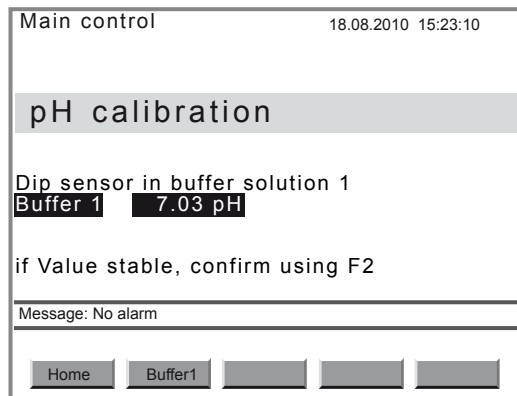 Main control 18.08.2010 15:23:10
pH calibration
Dip sensor in buffer solution 1
Buffer 1 7.03 pH
if Value stable, confirm using F2
Message: No alarm
Home Buffer1